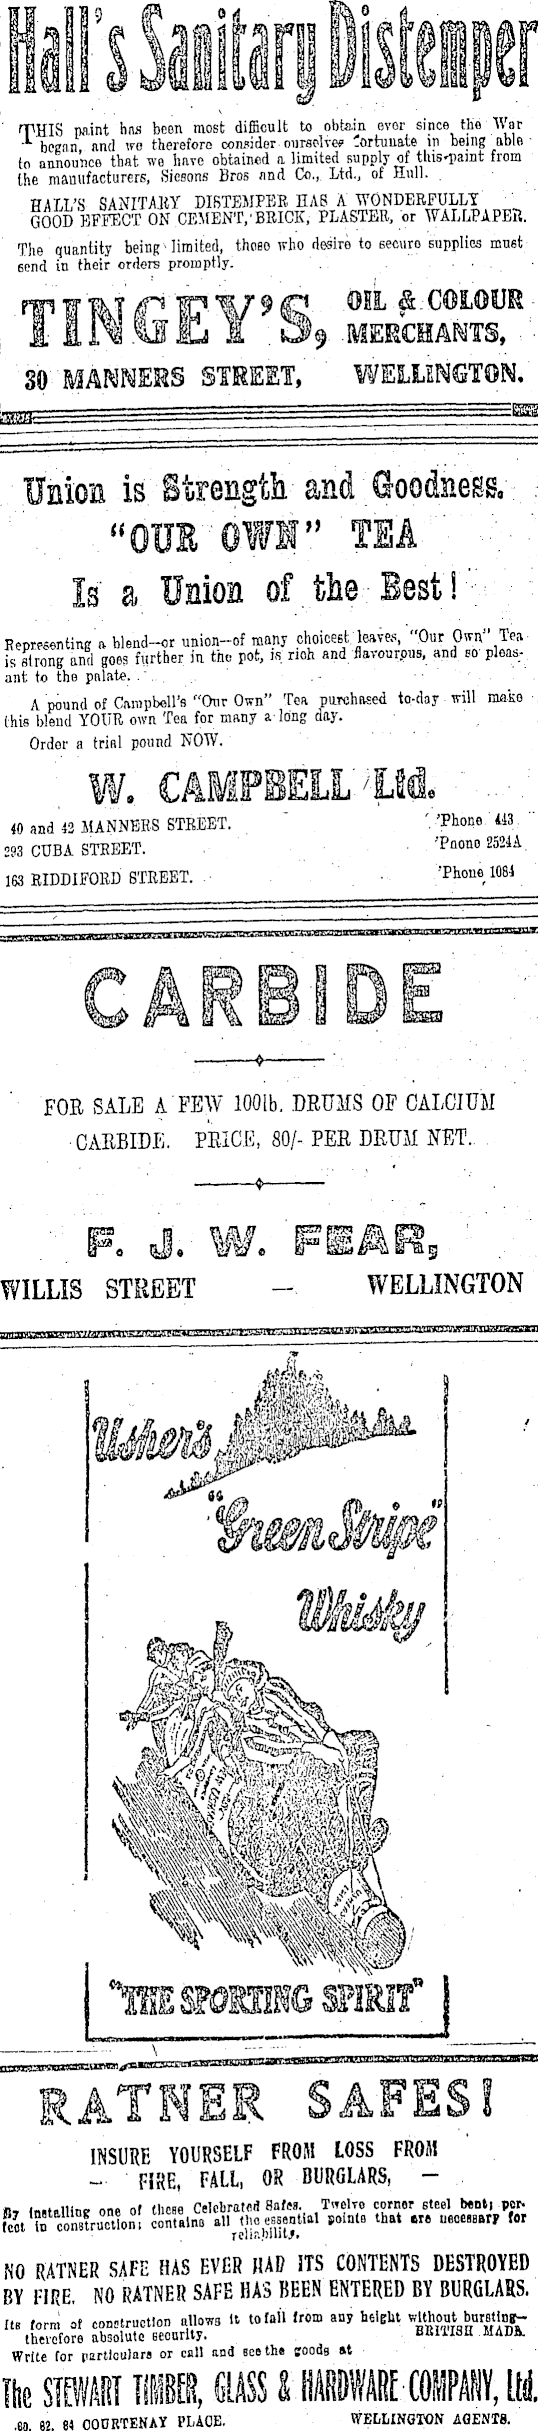 Hall's Sanitary Distemper
THIS paint has been most difficult to obtain ever since the War
began, and we therefore consider ourselves fortunate in being able
to announce that we have obtained a limited supply of this paint from
the manufacturers, Sissons Bros and Co., Ltd., of Hull.
HALL'S SANITARY DISTEMPER HAS A WONDERFULLY
GOOD EFFECT ON CEMENT, BRICK, PLASTER, or WALLPAPER.
The quantity being limited, those who desire to secure supplies must
send in their orders promptly.
TINGEY'S, OIL & COLOUR
MERCHANTS,
30 MANNERS STREET, WELLINGTON.
Union is Strength and Goodness.
"OUR OWN" TEA
Is a Union of the Best!
Representing a blend—or union—of many choicest leaves, "Our Own" Tea
is strong and goes further in the pot, is rich and flavourous, and so pleas-
ant to the palate.
A pound of Campbell's "Our Own" Tea purchased to-day will make
this blend YOUR own Tea for many a long day.
Order a trial pound NOW.
W. CAMPBELL Ltd.
40 and 42 MANNERS STREET. 'Phone 443
293 CUBA STREET. 'Phone 2524A
163 RIDDIFORD STREET. 'Phone 1084
CARBIDE
FOR SALE A FEW 100lb. DRUMS OF CALCIUM
CARBIDE. PRICE, 80/- PER DRUM NET.
F. J. W. FEAR,
WILLIS STREET — WELLINGTON
Usher's
"Green Stripe"
Whisky
"THE SPORTING SPIRIT"
RATNER SAFES!
INSURE YOURSELF FROM LOSS FROM
— FIRE, FALL, OR BURGLARS, —
By installing one of these Celebrated Safes. Twelve corner steel bent; per-
fect in construction; contains all the essential points that are necessary for
reliability.
NO RATNER SAFE HAS EVER HAD ITS CONTENTS DESTROYED
BY FIRE. NO RATNER SAFE HAS BEEN ENTERED BY BURGLARS.
Its form of construction allows it to fall from any height without bursting—
therefore absolute security. BRITISH MADE.
Write for particulars or call and see the goods at
The STEWART TIMBER, GLASS & HARDWARE COMPANY, Ltd.
80. 82. 84 COURTENAY PLACE. WELLINGTON AGENTS.